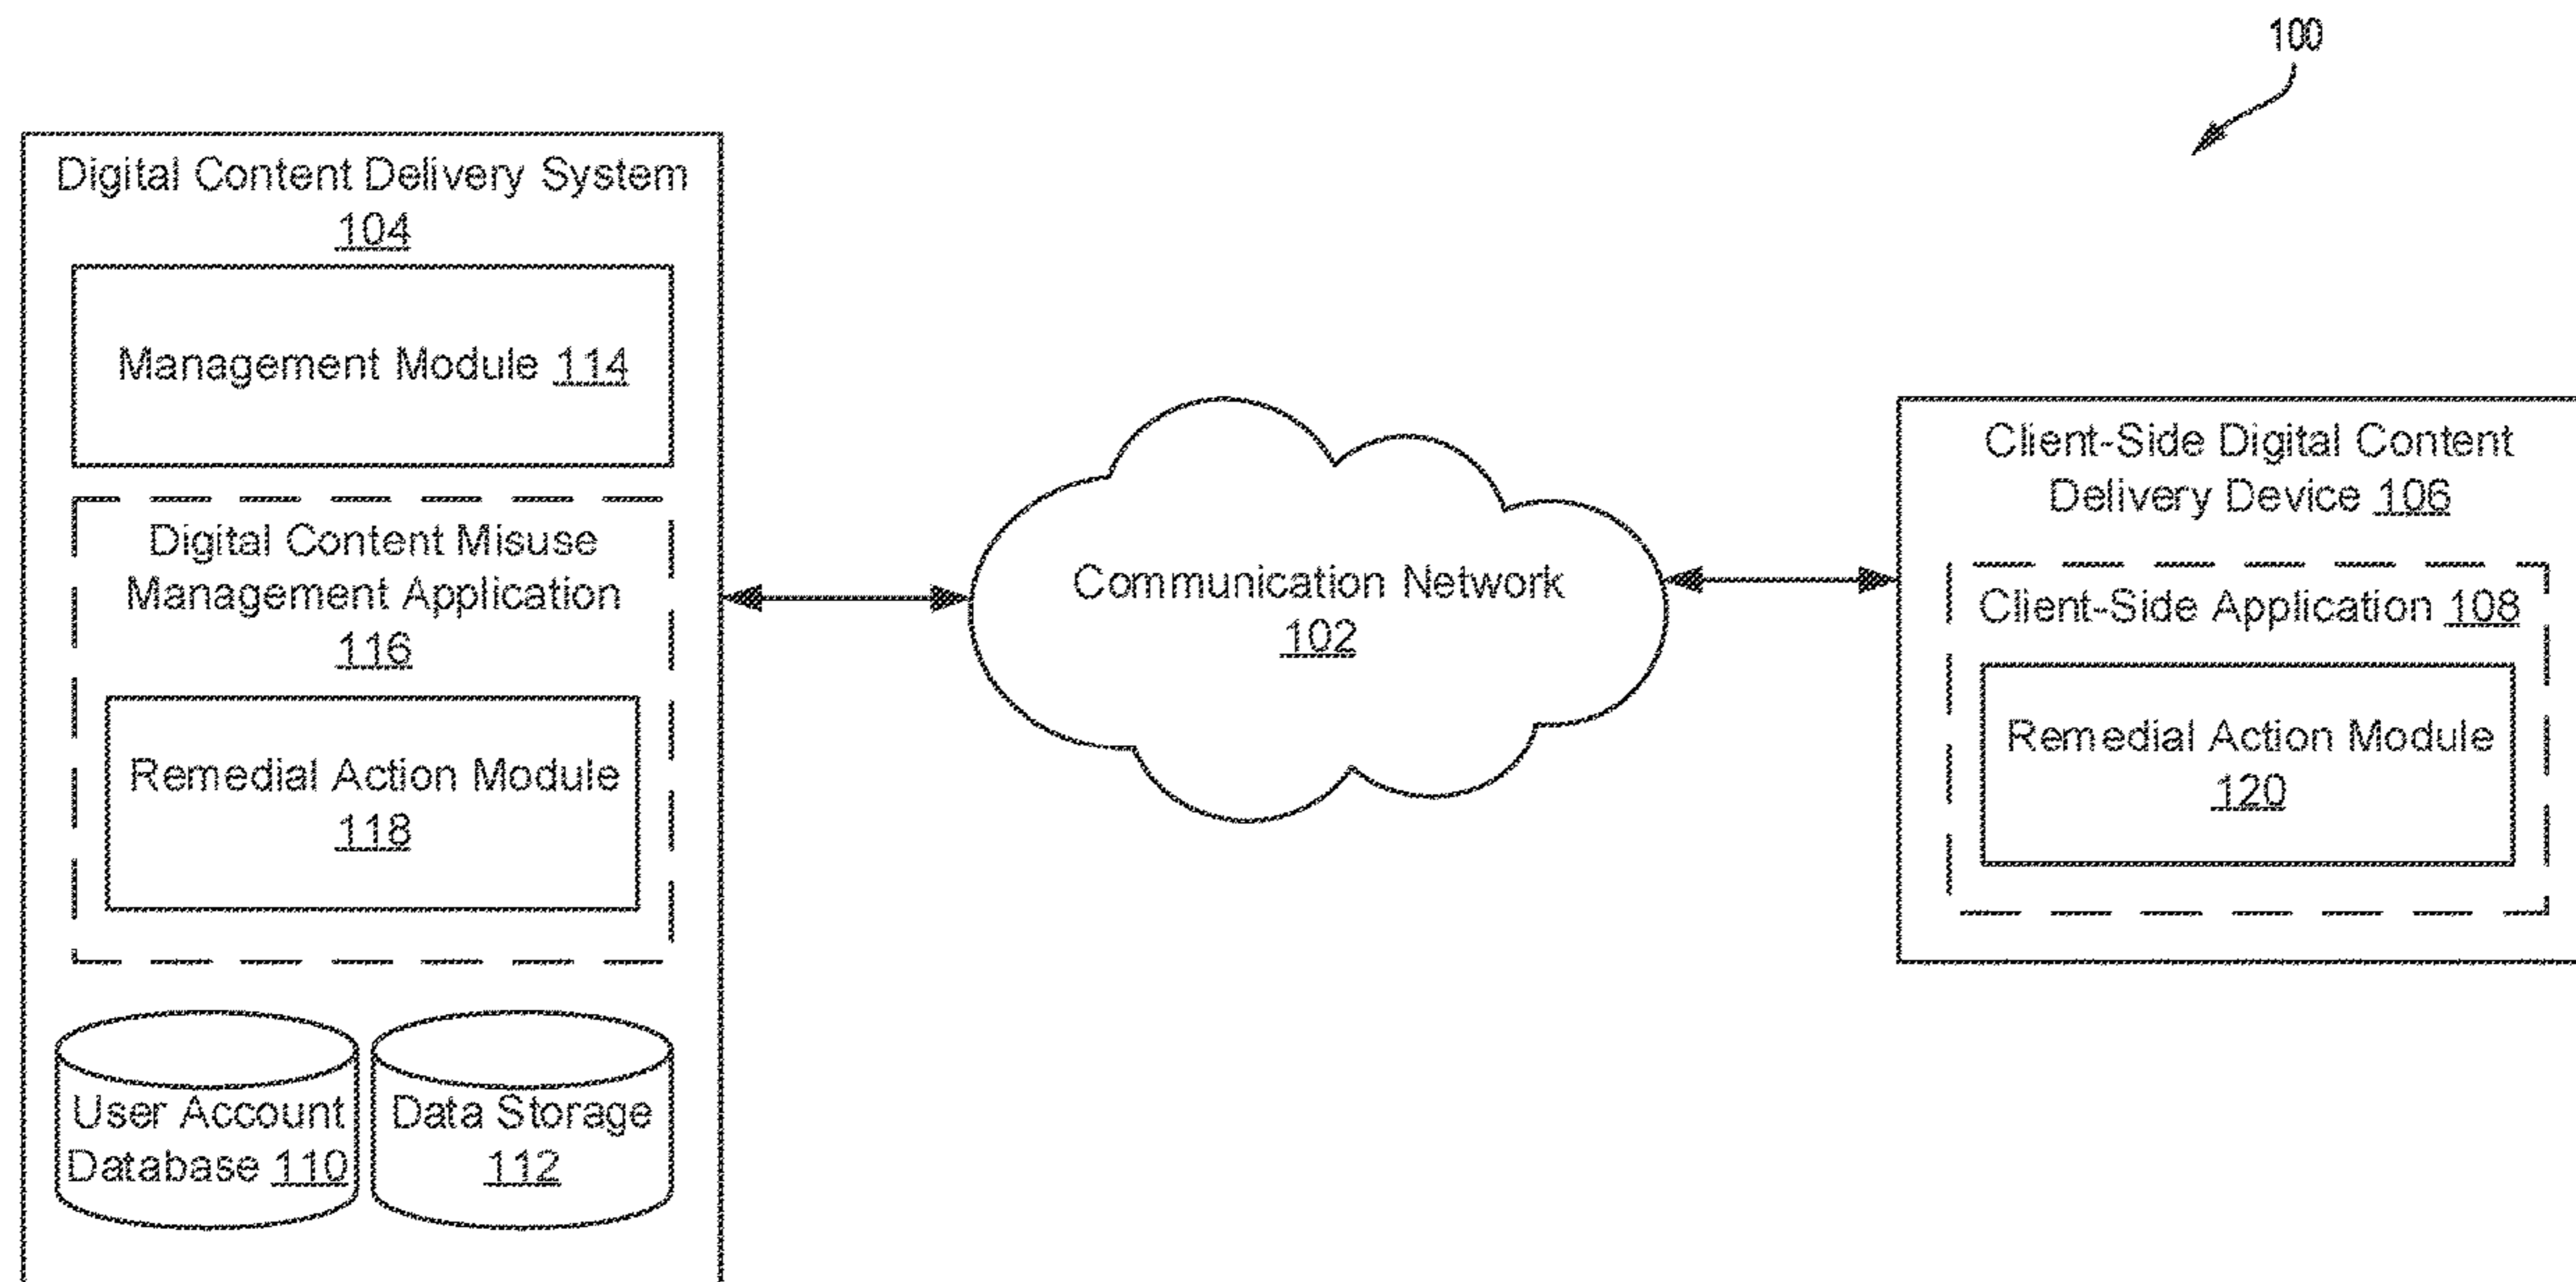 100
Digital Content Delivery System
104
Management Module 114
Digital Content Misuse
Management Application
116
Remedial Action Module
118
User Account
Database 110
Data Storage
112
Communication Network
102
Client-Side Digital Content
Delivery Device 106
Client-Side Application 108
Remedial Action Module
120